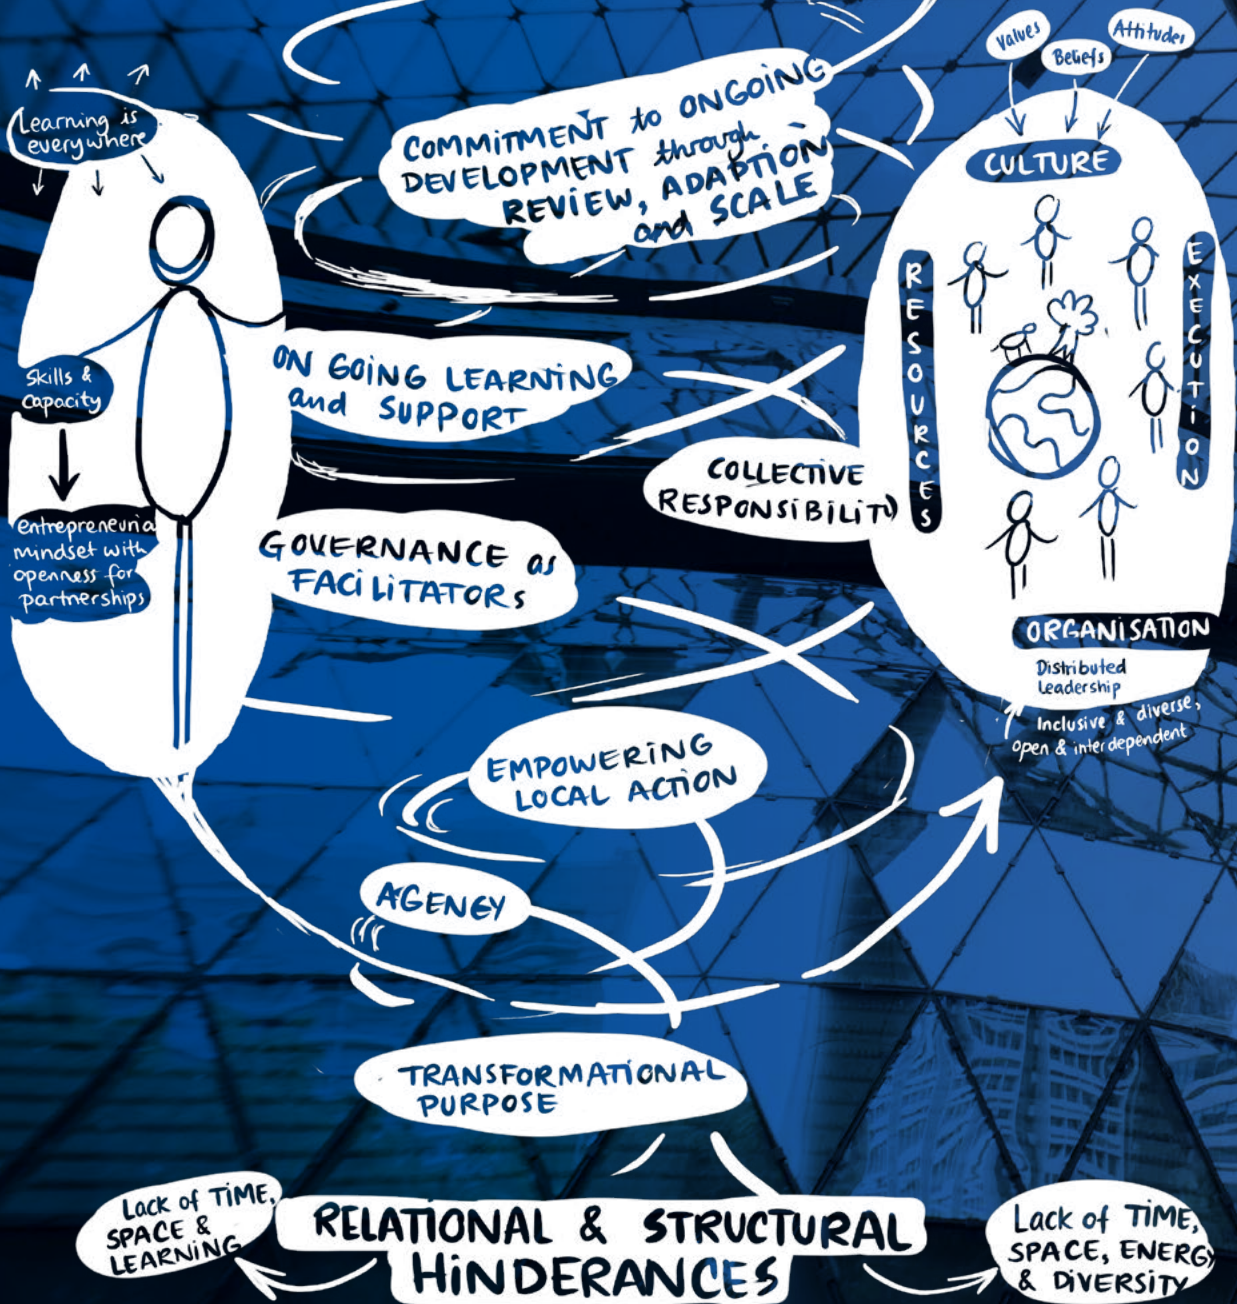 Learning is
everywhere
Skills &
Capacity
entrepreneuria
mindset with
openness for
partnerships
COMMITMENT to ONGOING
DEVELOPMENT through
REVIEW, ADAPTION
and SCALE
ON GOING LEARNING
and SUPPORT
GOVERNANCE as
FACILITATORS
COLLECTIVE
RESPONSIBILITY
Values
Beliefs
Attitudes
CULTURE
RESOURCES
EXECUTION
ORGANISATION
Distributed
Leadership
Inclusive & diverse,
open & interdependent
EMPOWERING
LOCAL ACTION
AGENCY
TRANSFORMATIONAL
PURPOSE
RELATIONAL & STRUCTURAL
HINDERANCES
Lack of TIME,
SPACE &
LEARNING
Lack of TIME,
SPACE, ENERGY
& DIVERSITY